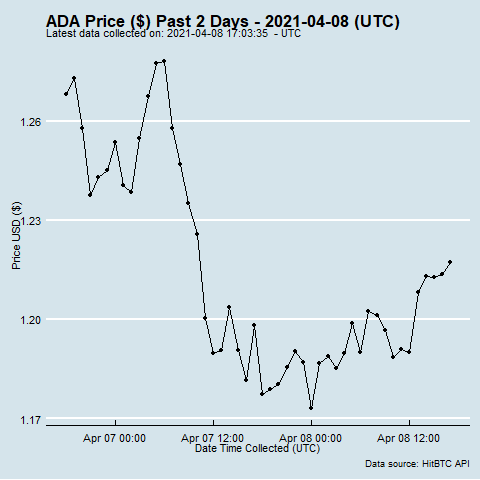 ADA Price ($) Past 2 Days - 2021-04-08 (UTC)
Latest data collected on: 2021-04-08 17:03:35 - UTC
1.26
1.23
1.20
1.17
Price USD ($)
Apr 07 00:00 Apr 07 12:00 Apr 08 00:00 Apr 08 12:00
Date Time Collected (UTC)
Data source: HitBTC API